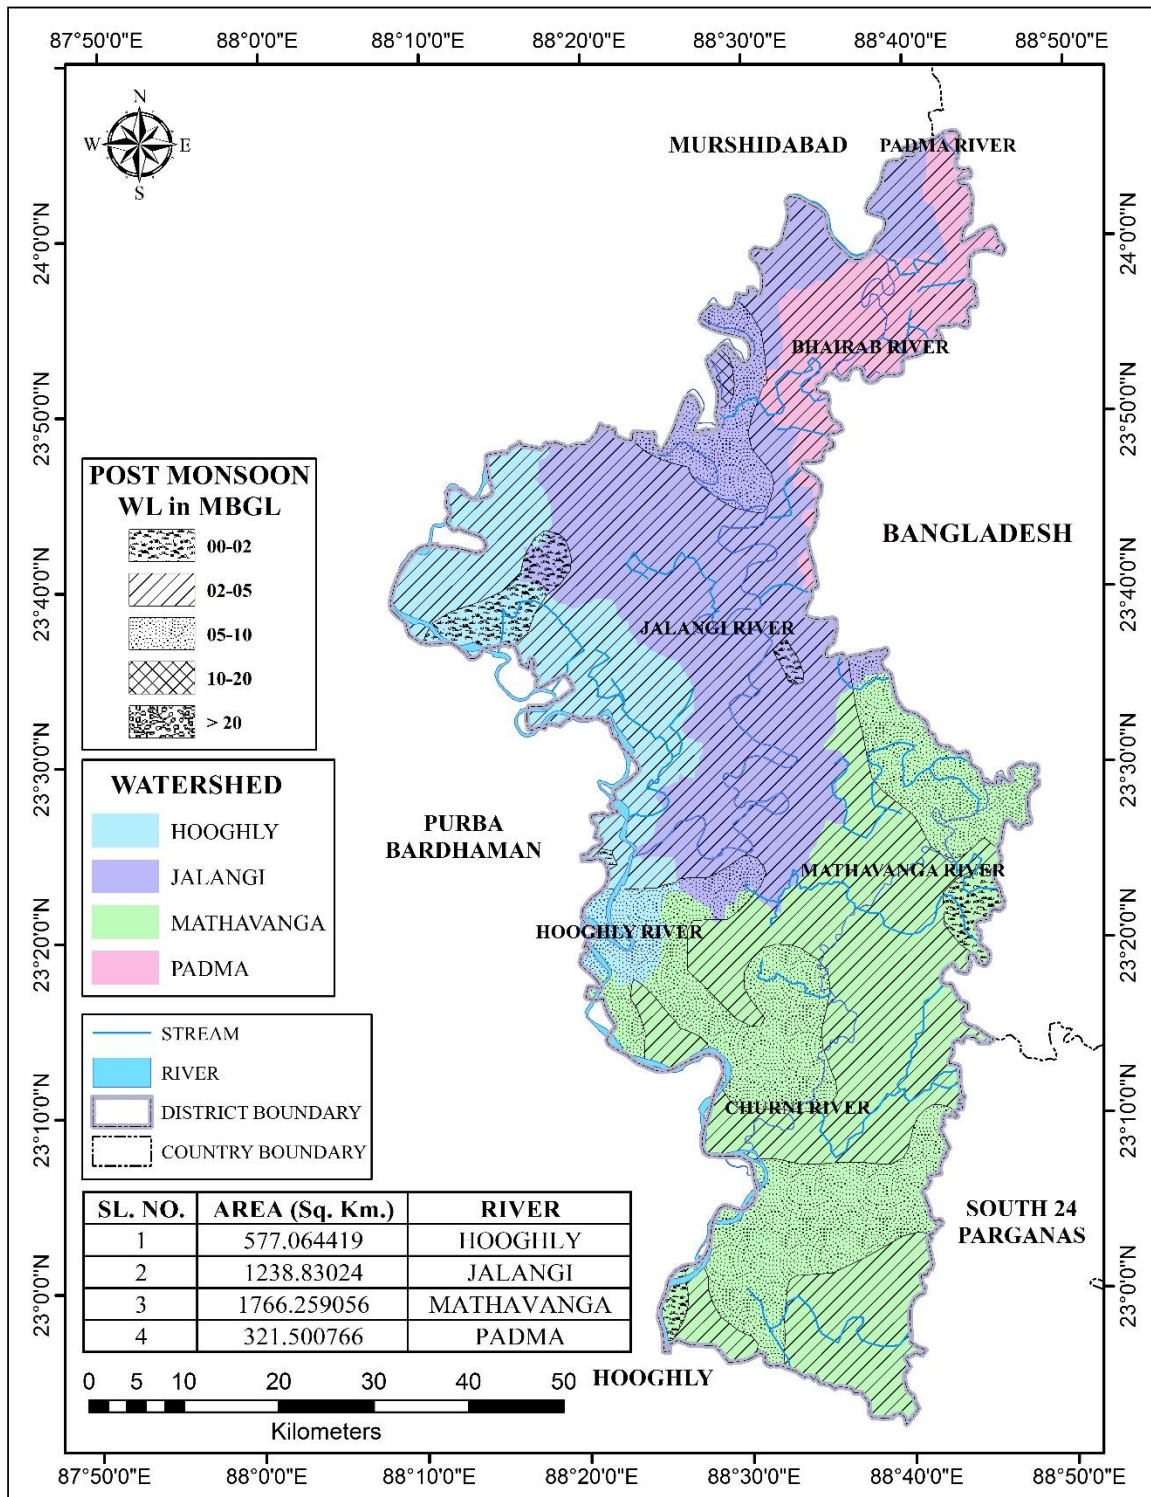 87°50'0"E 88°0'0"E 88°10'0"E 88°20'0"E 88°30'0"E 88°40'0"E 88°50'0"E
N
W E
S
MURSHIDABAD
PADMA RIVER
24°0'0"N
24°0'0"N
BHAIRAB RIVER
23°50'0"N
23°50'0"N
POST MONSOON
WL in MBGL
00-02
02-05
05-10
10-20
> 20
BANGLADESH
23°40'0"N
23°40'0"N
JALANGI RIVER
23°30'0"N
23°30'0"N
WATERSHED
HOOGHLY
JALANGI
MATHAVANGA
PADMA
PURBA
BARDHAMAN
MATHAVANGA RIVER
HOOGHLY RIVER
23°20'0"N
23°20'0"N
STREAM
RIVER
DISTRICT BOUNDARY
COUNTRY BOUNDARY
CHURNI RIVER
23°10'0"N
23°10'0"N
SOUTH 24
PARGANAS
SL. NO. AREA (Sq. Km.) RIVER
1 577.064419 HOOGHLY
2 1238.83024 JALANGI
3 1766.259056 MATHAVANGA
4 321.500766 PADMA
23°0'0"N
23°0'0"N
HOOGHLY
0 5 10 20 30 40 50
Kilometers
87°50'0"E 88°0'0"E 88°10'0"E 88°20'0"E 88°30'0"E 88°40'0"E 88°50'0"E